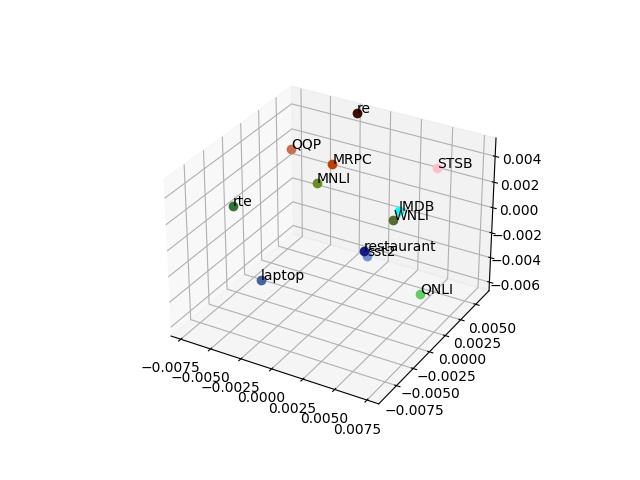 re
QQP
MRPC
STSB
MNLI
rte
IMDB
WNLI
restaurant
sst2
laptop
QNLI
0.004
0.002
0.000
−0.002
−0.004
−0.006
−0.0075
−0.0050
−0.0025
0.0000
0.0025
0.0050
0.0075
0.0050
0.0025
0.0000
−0.0025
−0.0050
−0.0075